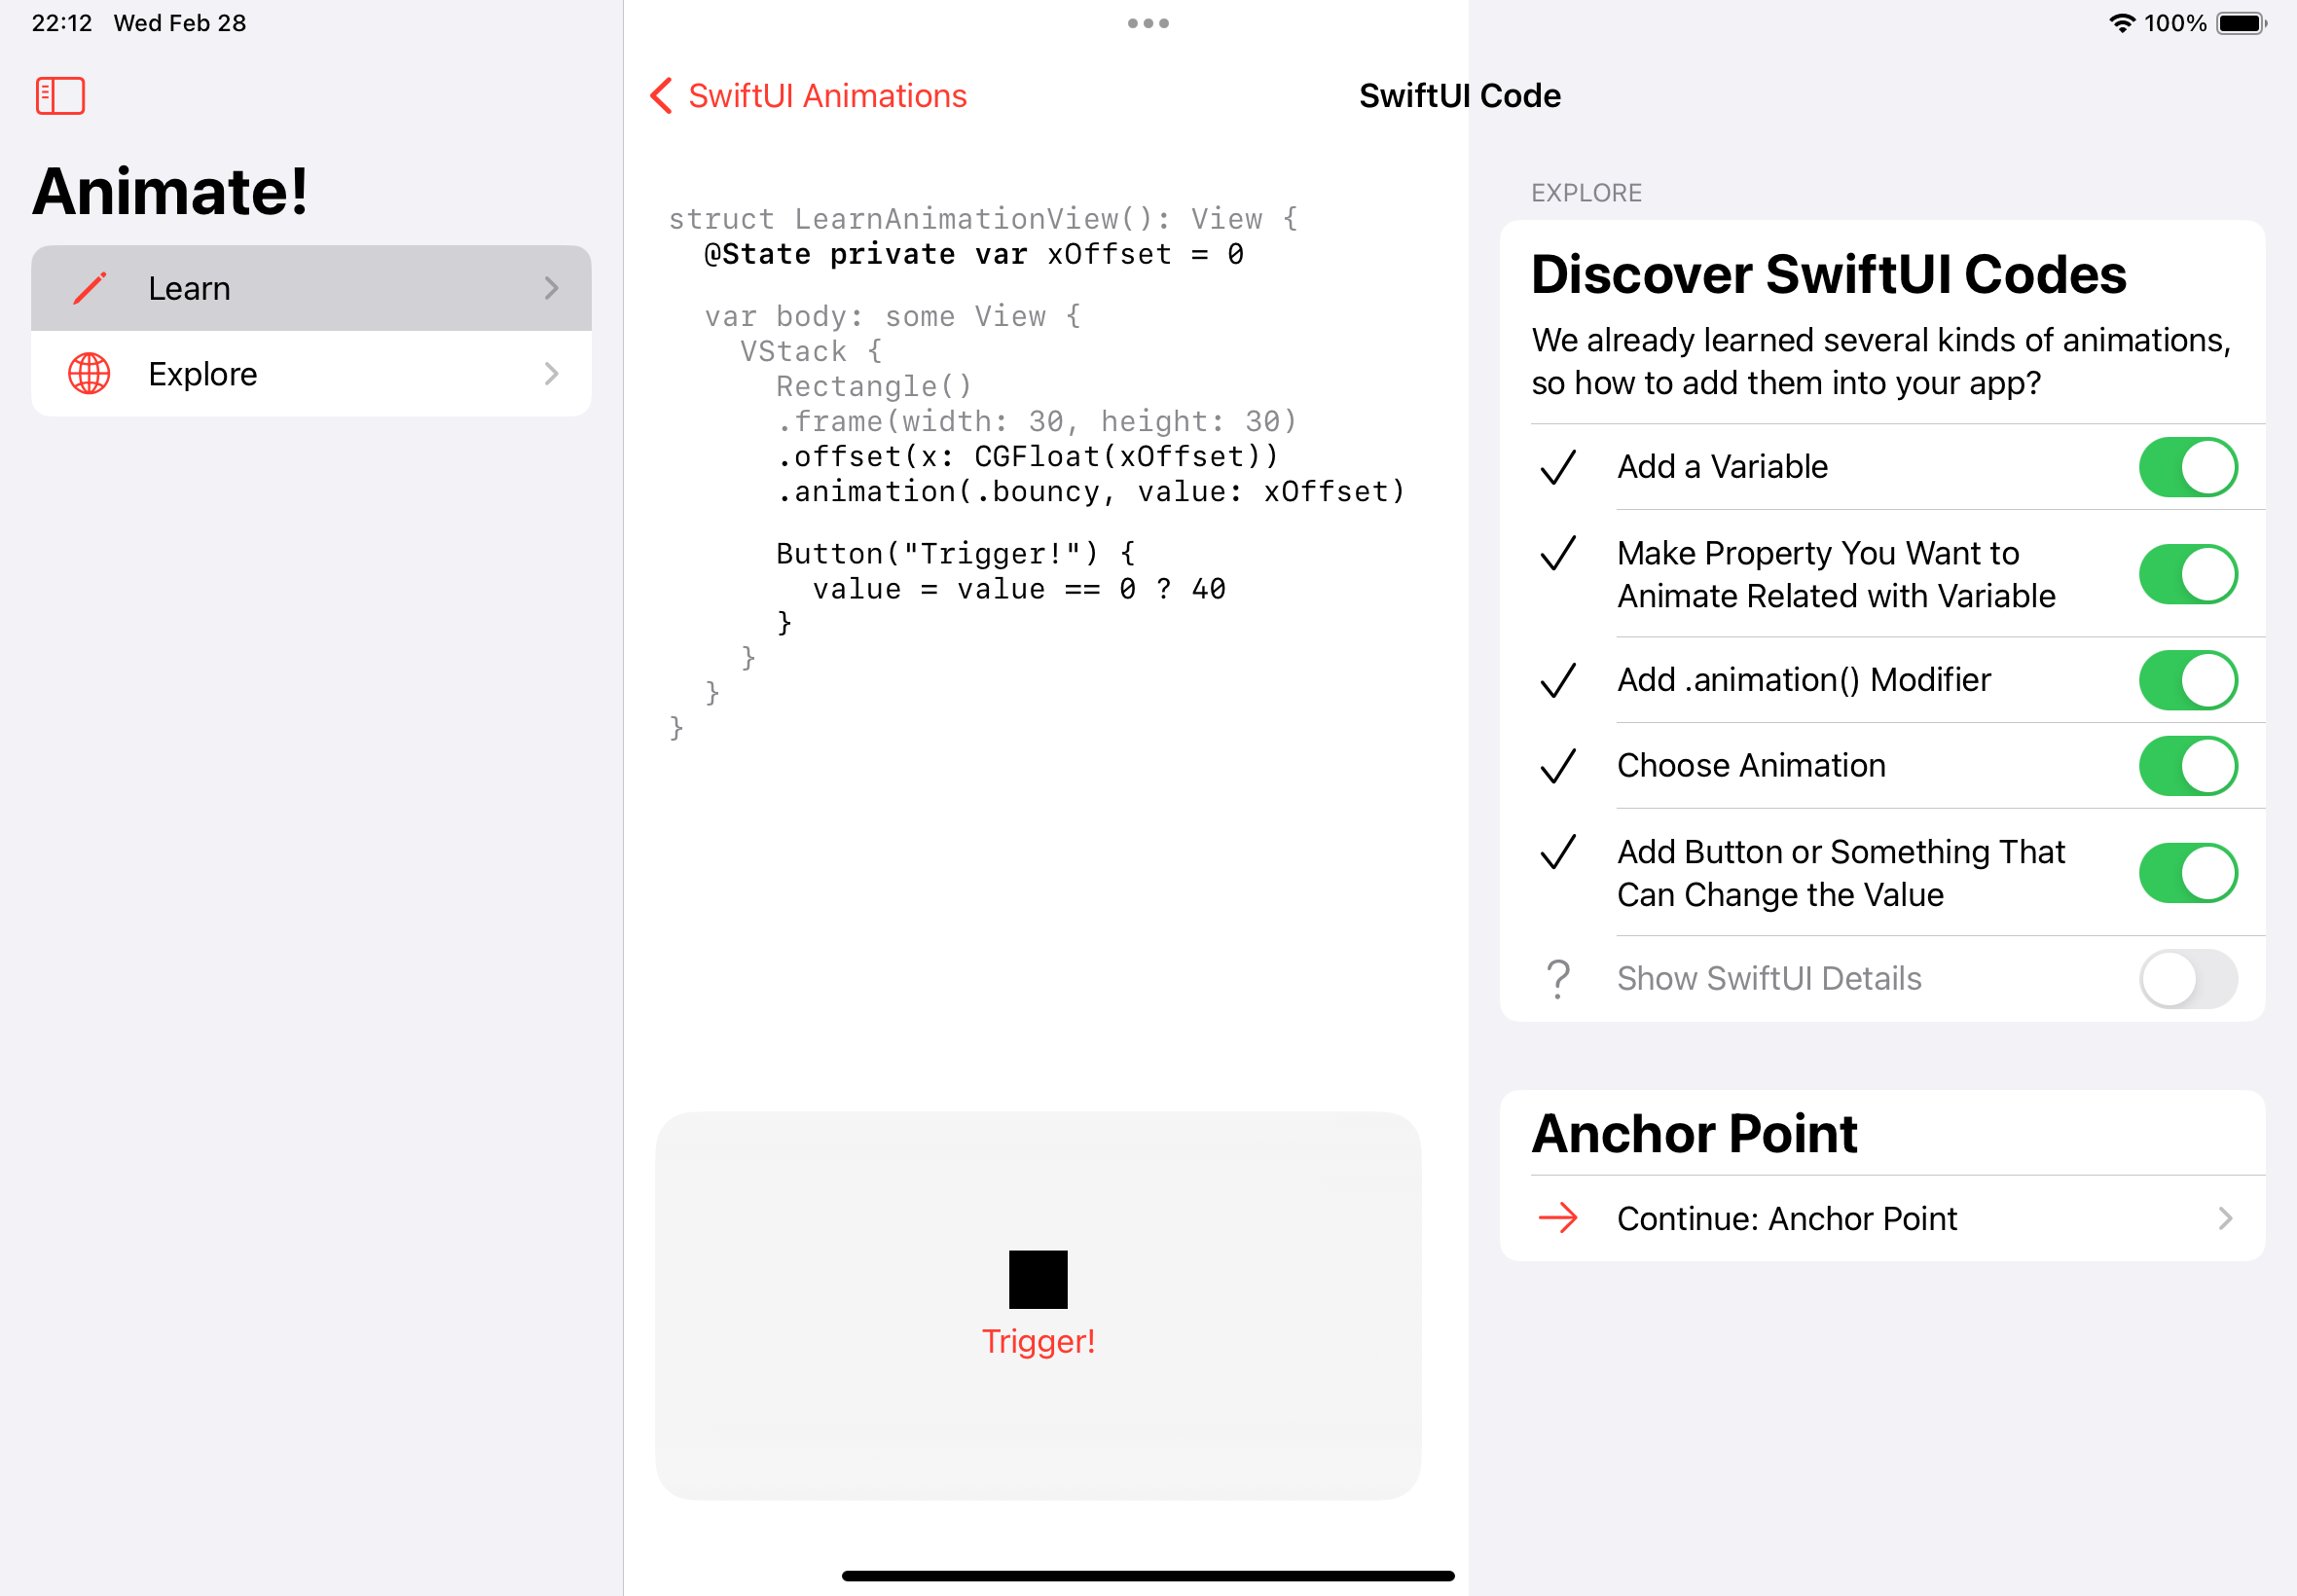 22:12 Wed Feb 28
100%
Animate!
Learn
Explore
SwiftUI Animations
SwiftUI Code
struct LearnAnimationView(): View {
@State private var xOffset = 0
var body: some View {
VStack {
Rectangle()
.frame(width: 30, height: 30)
.offset(x: CGFloat(xOffset))
.animation(.bouncy, value: xOffset)
Button("Trigger!") {
value = value == 0 ? 40
}
}
}
}
Trigger!
EXPLORE
Discover SwiftUI Codes
We already learned several kinds of animations,
so how to add them into your app?
Add a Variable
Make Property You Want to
Animate Related with Variable
Add .animation() Modifier
Choose Animation
Add Button or Something That
Can Change the Value
? Show SwiftUI Details
Anchor Point
Continue: Anchor Point